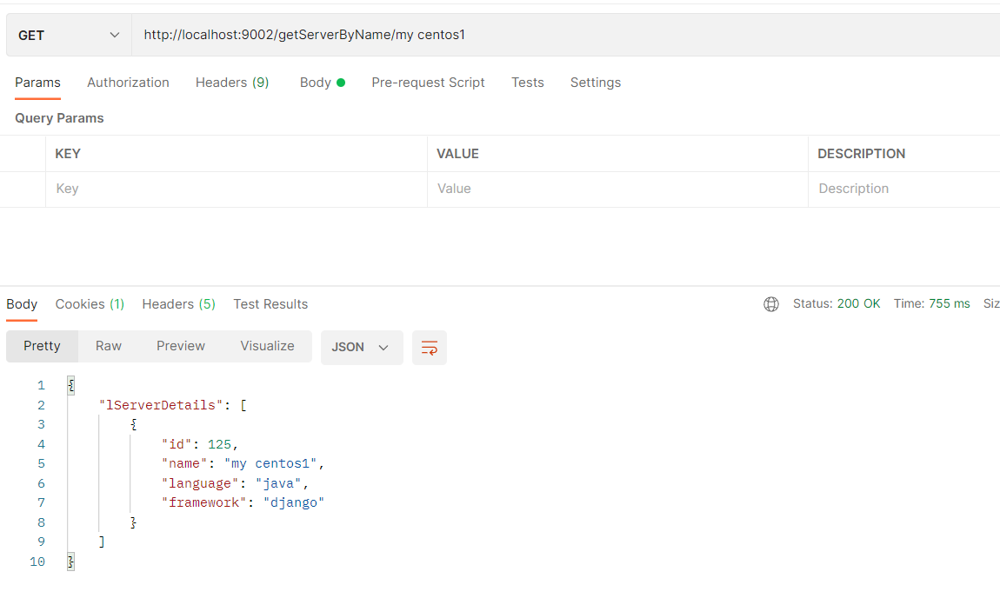 GET http://localhost:9002/getServerByName/my centos1
Params Authorization Headers (9) Body Pre-request Script Tests Settings
Query Params
KEY VALUE DESCRIPTION
Key Value Description
Body Cookies (1) Headers (5) Test Results Status: 200 OK Time: 755 ms Siz
Pretty Raw Preview Visualize JSON
1 {
2 "lServerDetails": [
3 {
4 "id": 125,
5 "name": "my centos1",
6 "language": "java",
7 "framework": "django"
8 }
9 ]
10 }